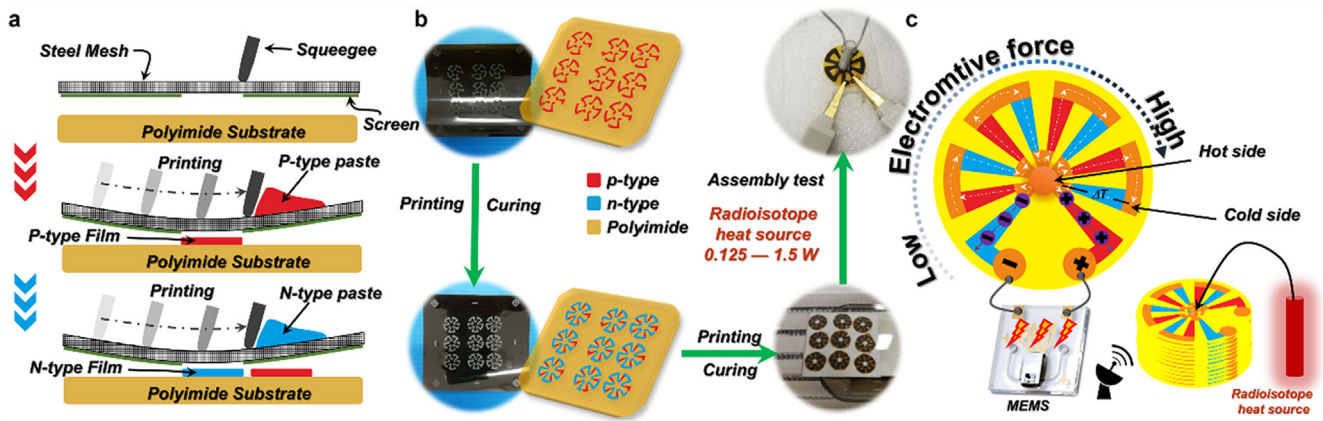 a
Steel Mesh
Squeegee
Screen
Polyimide Substrate
Printing
P-type paste
P-type Film
Polyimide Substrate
Printing
N-type paste
N-type Film
Polyimide Substrate
b
Printing
Curing
p-type
n-type
Polyimide
Assembly test
Radioisotope
heat source
0.125 — 1.5 W
Printing
Curing
c
Electromtive force
High
Low
Hot side
ΔT
Cold side
MEMS
Radioisotope
heat source